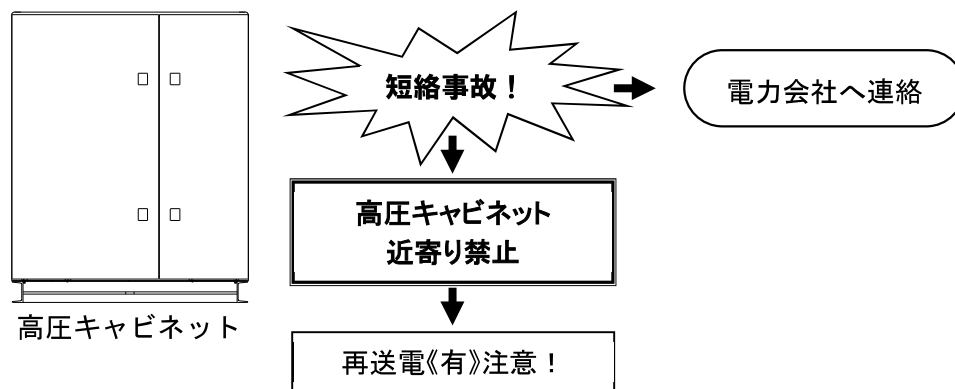 短絡事故！
電力会社へ連絡
高圧キャビネット
近寄り禁止
高圧キャビネット
再送電《有》注意！